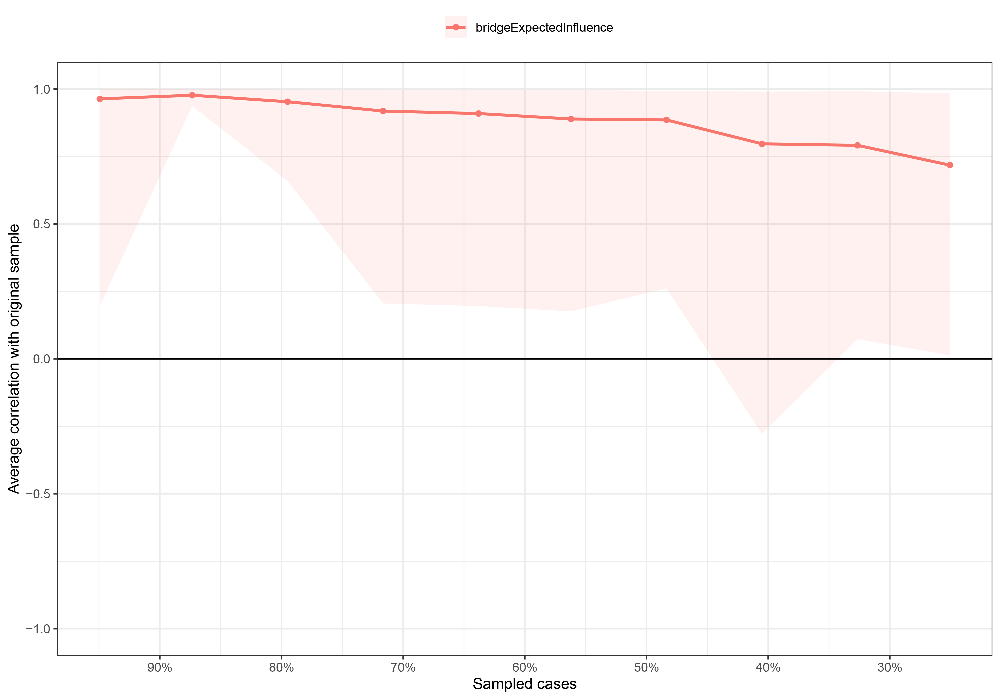 bridgeExpectedInfluence
1.0
0.5
0.0
−0.5
−1.0
Average correlation with original sample
90% 80% 70% 60% 50% 40% 30%
Sampled cases